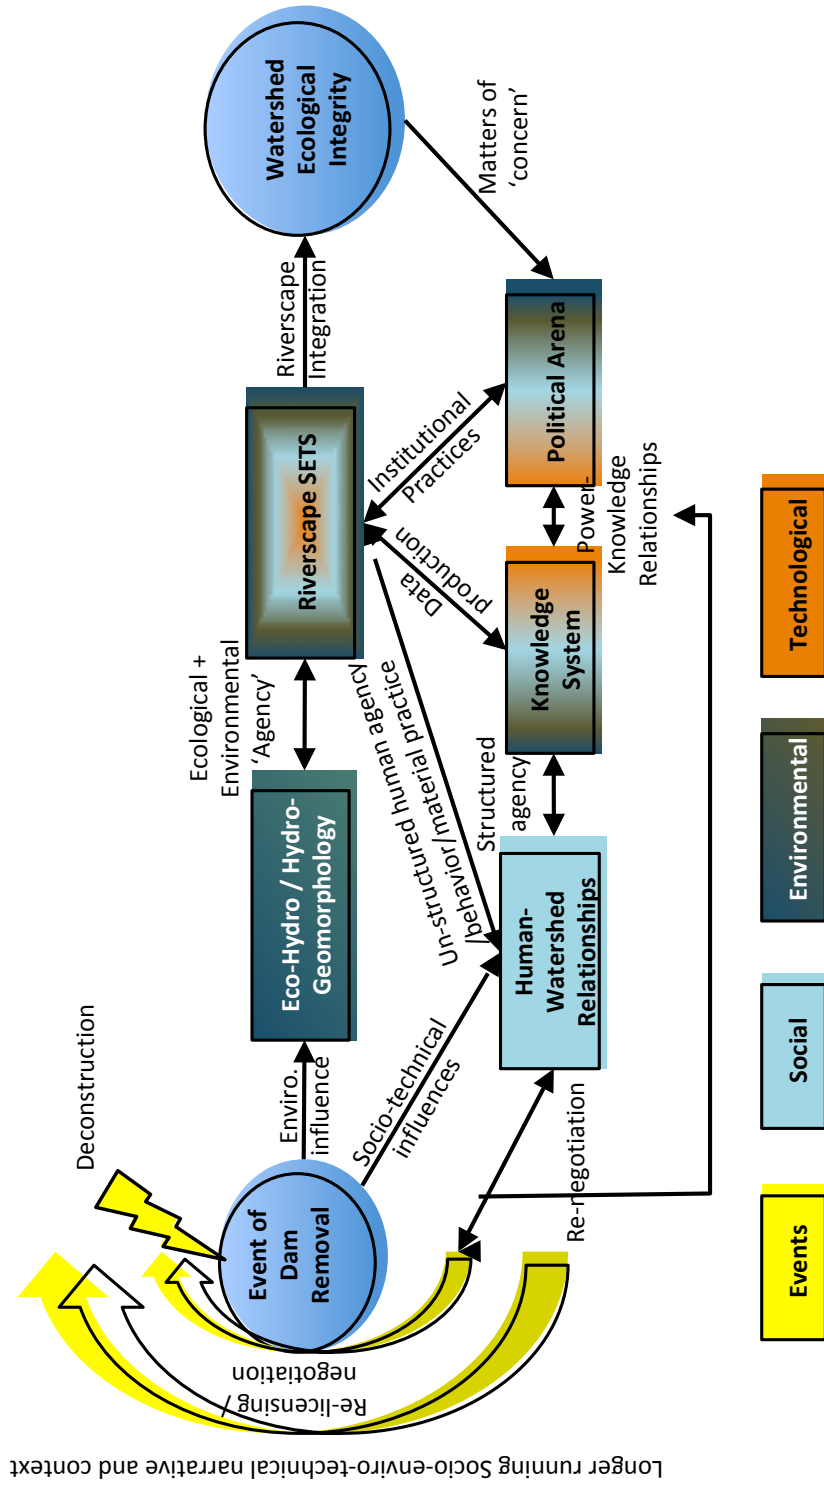 Longer running Socio-technical-enviro-technical narrative and context
Re-licensing /
negotiation
Deconstruction
Event of
Dam
Removal
Enviro.
influence
Eco-Hydro / Hydro-
Geomorphology
Ecological +
Environmental
‘Agency’
Riverscape SETS
Riverscape
Integration
Watershed
Ecological
Integrity
Socio-technical
influences
Un-structured human agency
/behavior/material practice
Data
production
Institutional
Practices
Matters of
‘concern’
Re-negotiation
Human-
Watershed
Relationships
Structured
agency
Knowledge
System
Power-
Knowledge
Relationships
Political Arena
Events
Social
Environmental
Technological